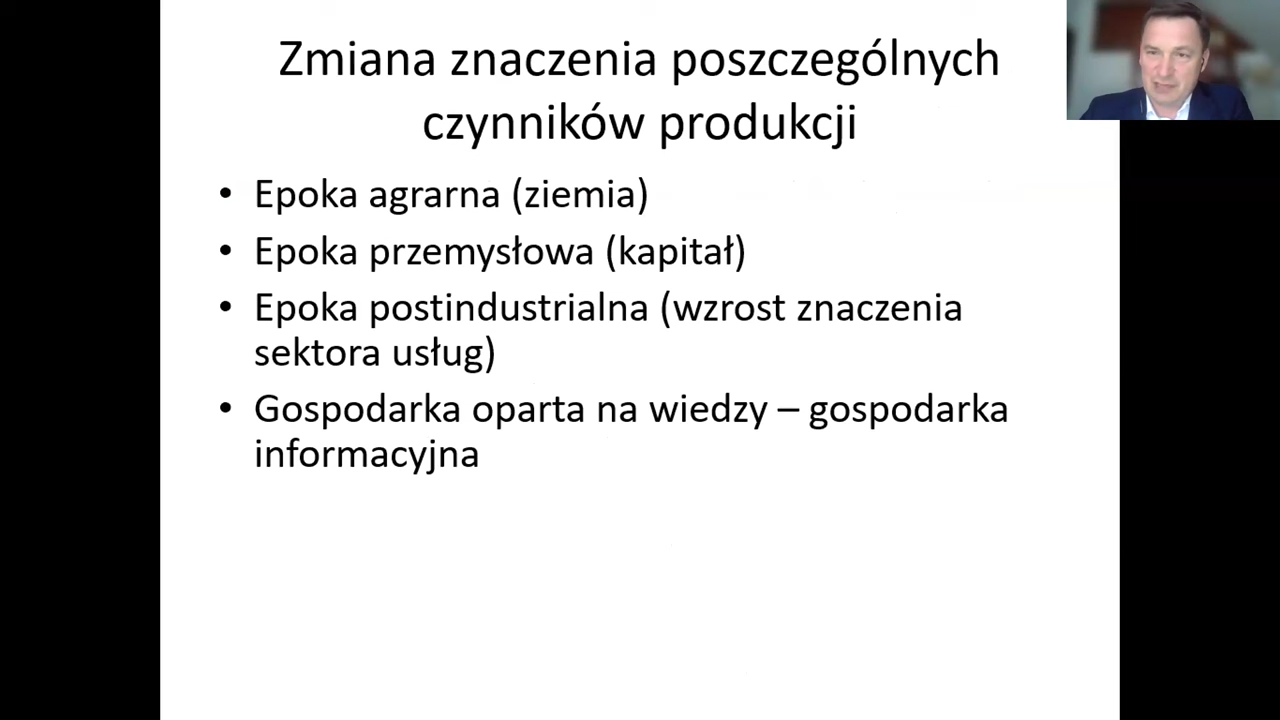 Zmiana znaczenia poszczególnych
czynników produkcji
• Epoka agrarna (ziemia)
• Epoka przemysłowa (kapitał)
• Epoka postindustrialna (wzrost znaczenia
sektora usług)
• Gospodarka oparta na wiedzy – gospodarka
informacyjna